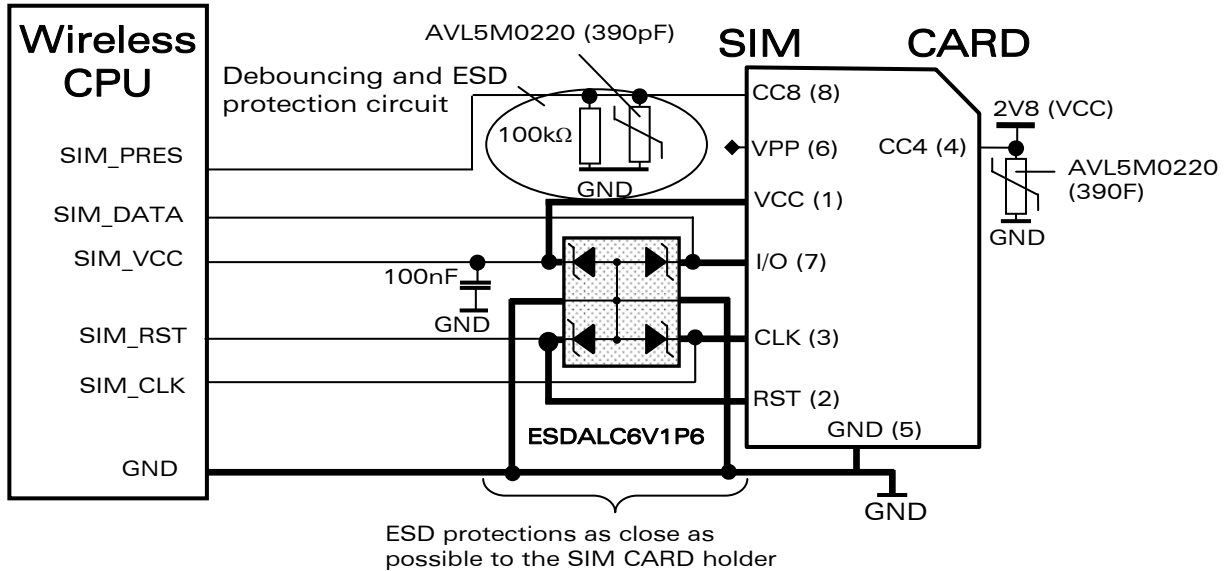 Wireless
CPU
SIM_PRES
SIM_DATA
SIM_VCC
SIM_RST
SIM_CLK
GND
AVL5M0220 (390pF)
Debouncing and ESD
protection circuit
100kΩ
GND
100nF
GND
ESDALC6V1P6
SIM CARD
CC8 (8)
VPP (6)
CC4 (4)
VCC (1)
I/O (7)
CLK (3)
RST (2)
GND (5)
2V8 (VCC)
AVL5M0220
(390F)
GND
GND
ESD protections as close as
possible to the SIM CARD holder